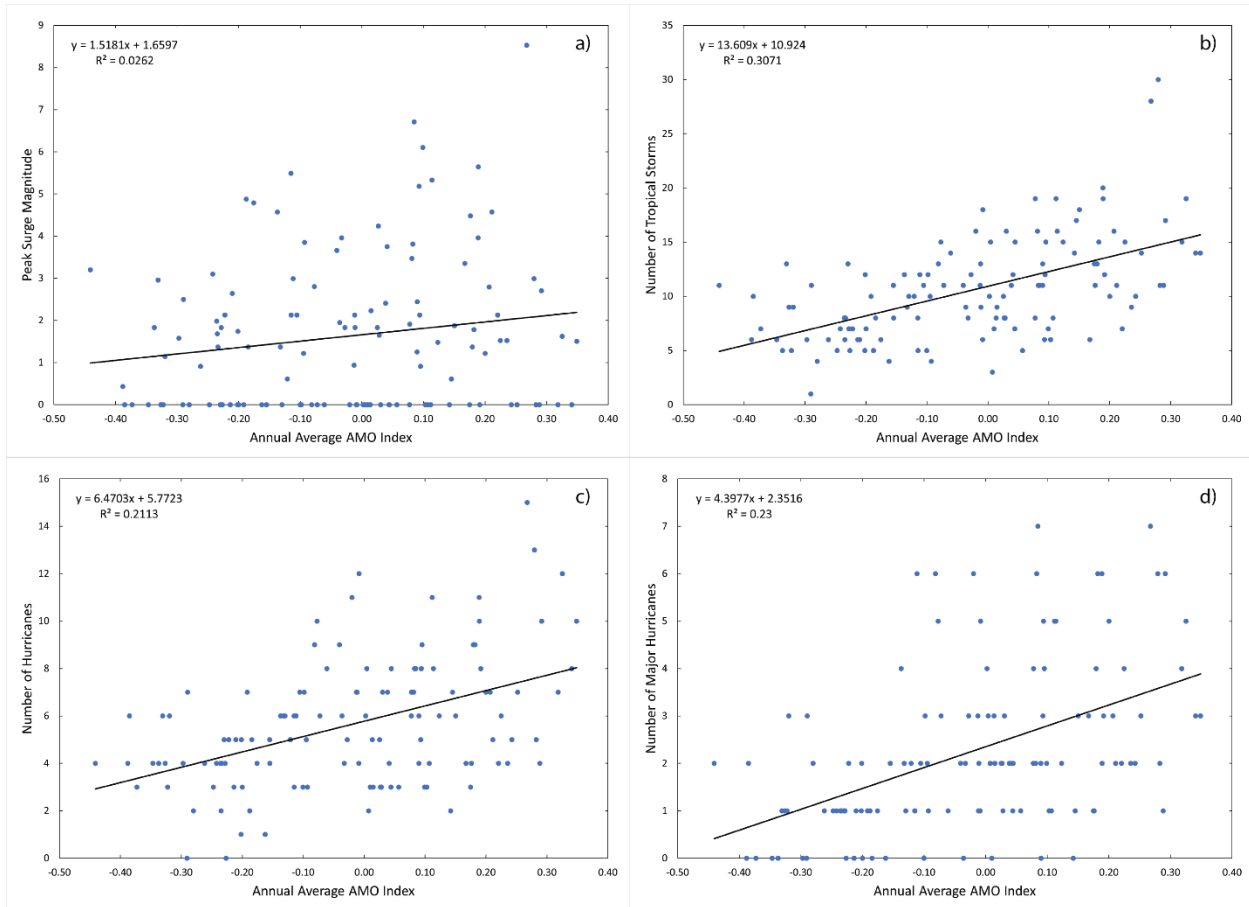 a)
y = 1.5181x + 1.6597
R² = 0.0262
Peak Surge Magnitude
9
8
7
6
5
4
3
2
1
0
-0.50 -0.40 -0.30 -0.20 -0.10 0.00 0.10 0.20 0.30 0.40
Annual Average AMO Index
b)
y = 13.609x + 10.924
R² = 0.3071
Number of Tropical Storms
35
30
25
20
15
10
5
0
-0.50 -0.40 -0.30 -0.20 -0.10 0.00 0.10 0.20 0.30 0.40
Annual Average AMO Index
c)
y = 6.4703x + 5.7723
R² = 0.2113
Number of Hurricanes
16
14
12
10
8
6
4
2
0
-0.50 -0.40 -0.30 -0.20 -0.10 0.00 0.10 0.20 0.30 0.40
Annual Average AMO Index
d)
y = 4.3977x + 2.3516
R² = 0.23
Number of Major Hurricanes
8
7
6
5
4
3
2
1
0
-0.50 -0.40 -0.30 -0.20 -0.10 0.00 0.10 0.20 0.30 0.40
Annual Average AMO Index